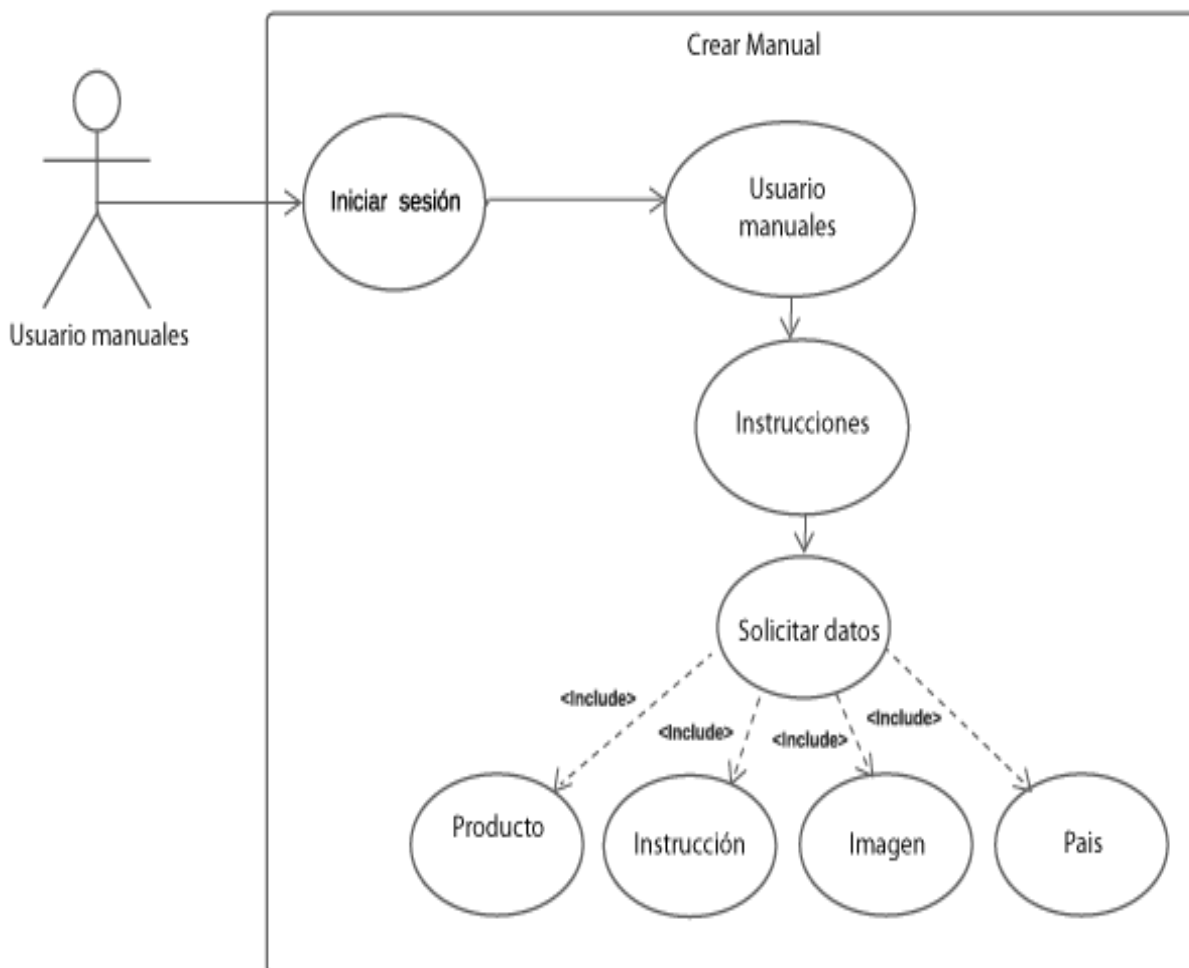 Crear Manual
Iniciar sesión
Usuario
manuales
Usuario manuales
Instrucciones
Solicitar datos
<Include>
<Include>
<Include>
<Include>
Producto
Instrucción
Imagen
Pais